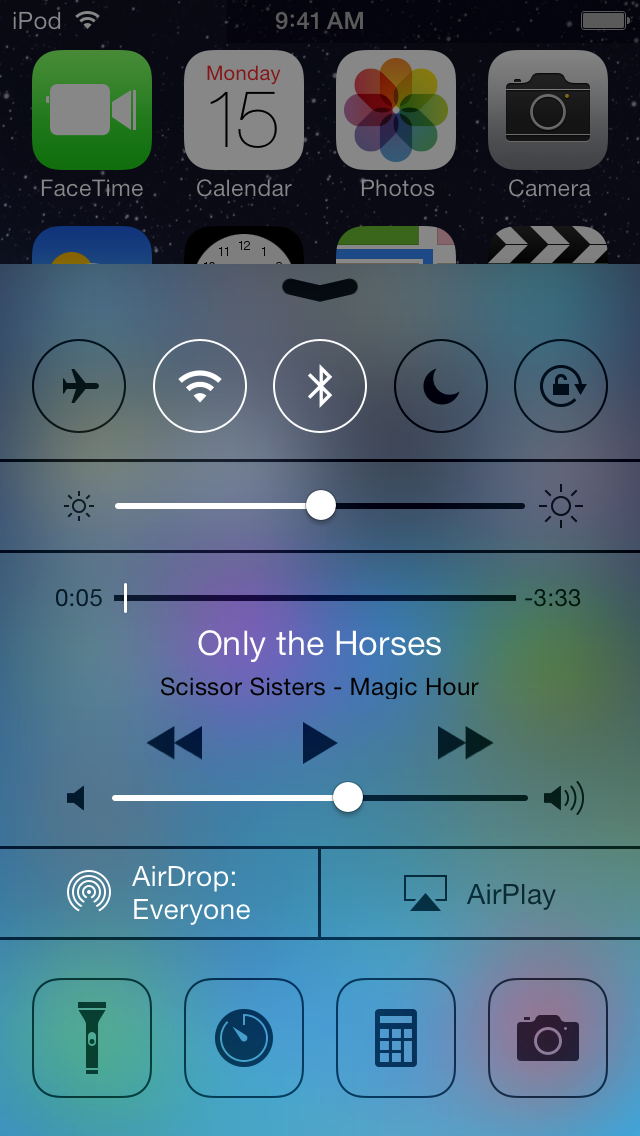 iPod 9:41 AM
Monday
15
FaceTime Calendar Photos Camera
11 12 1
0:05 -3:33
Only the Horses
Scissor Sisters - Magic Hour
AirDrop:
Everyone
AirPlay